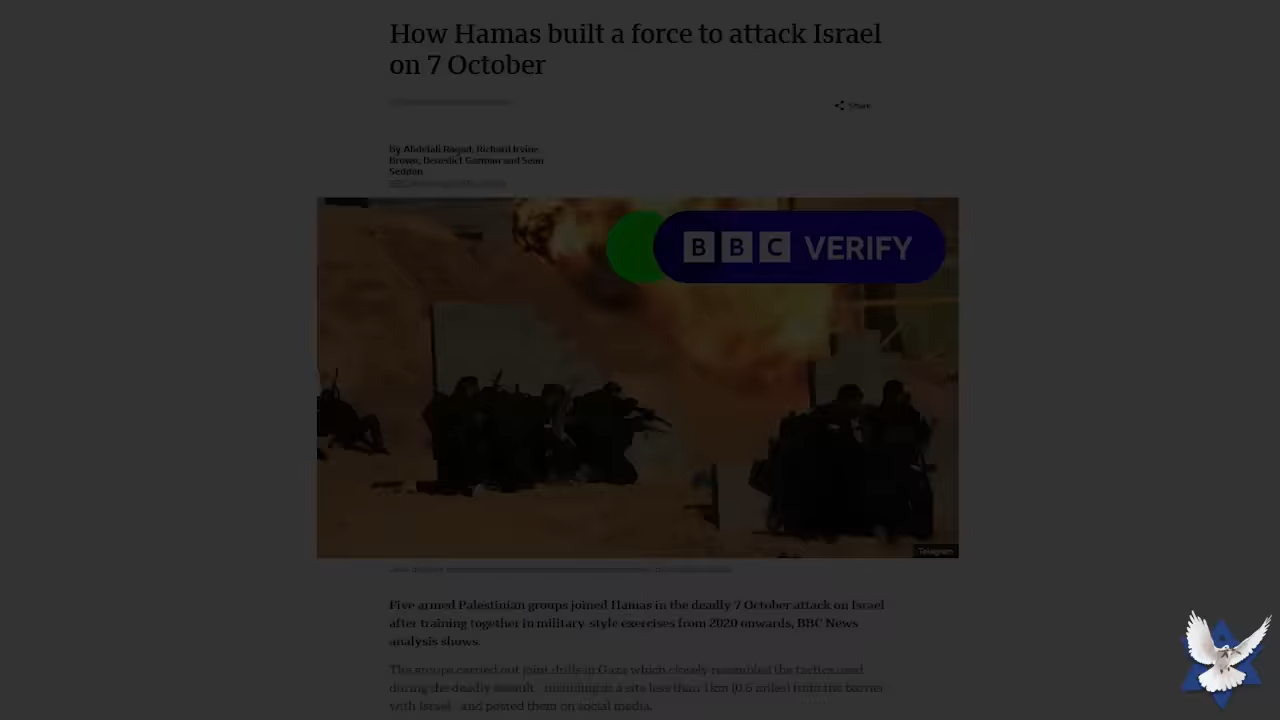 How Hamas built a force to attack Israel
on 7 October
Share
By Abdelali Ragad, Richard Irvine-
Brown, Benedict Garman and Sean
Seddon
BBC VERIFY
Telegram
Five armed Palestinian groups joined Hamas in the deadly 7 October attack on Israel
after training together in military-style exercises from 2020 onwards, BBC News
analysis shows.
The groups carried out joint drills in Gaza which closely resembled the tactics used
during the deadly assault - including at a site less than 1km (0.6 miles) from the barrier
with Israel - and posted them on social media.